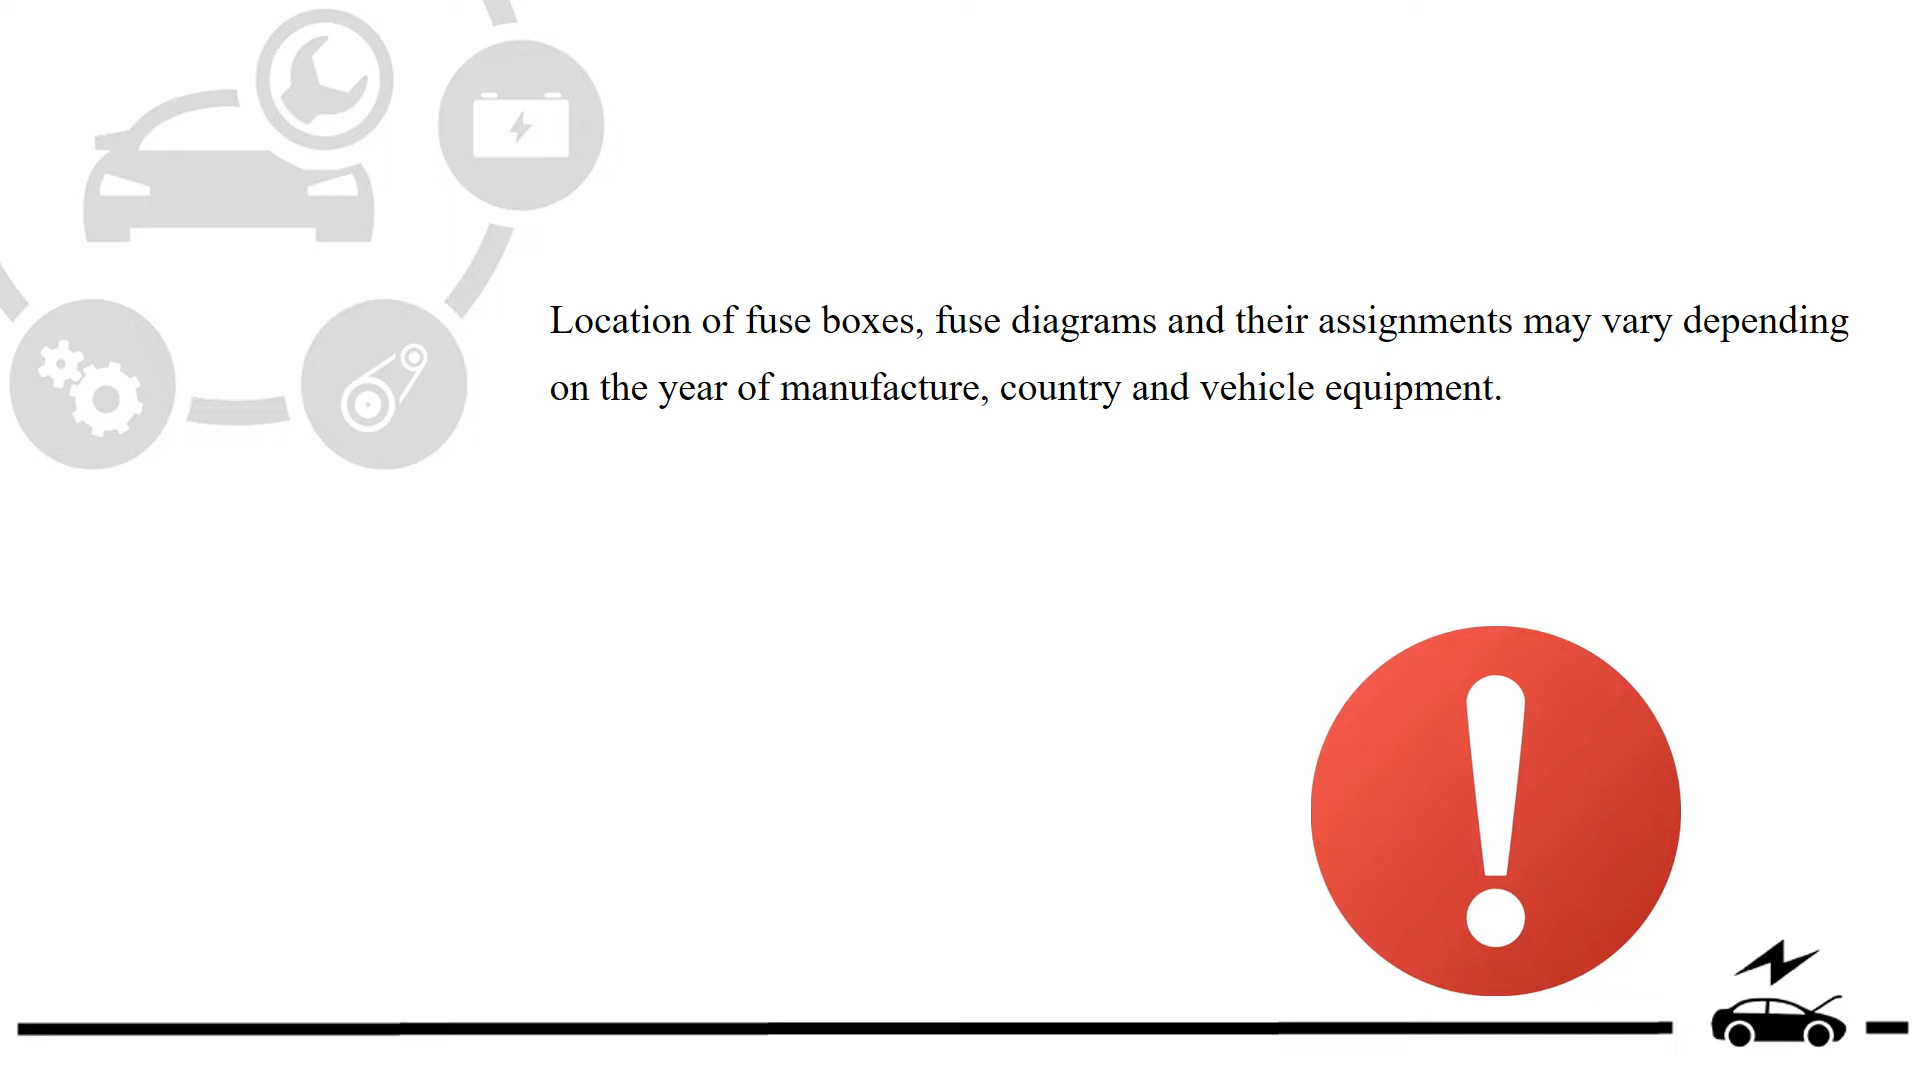 Location of fuse boxes, fuse diagrams and their assignments may vary depending
on the year of manufacture, country and vehicle equipment.